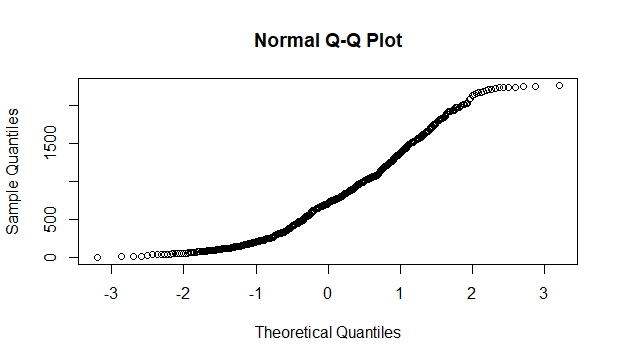 Normal Q-Q Plot
Sample Quantiles
0 500 1500
-3 -2 -1 0 1 2 3
Theoretical Quantiles